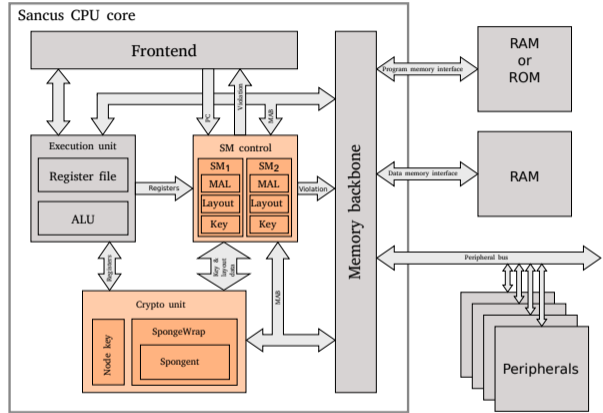 Sancus CPU core
Frontend
RAM
or
ROM
Program memory interface
PC
Violation
MAB
Execution unit
Register file
ALU
SM control
SM1
MAL
Layout
Key
SM2
MAL
Layout
Key
Registers
Violation
Memory backbone
Data memory interface
RAM
Peripheral bus
Registers
Key &
layout
data
MAB
Crypto unit
Node key
SpongeWrap
Spongent
Peripherals